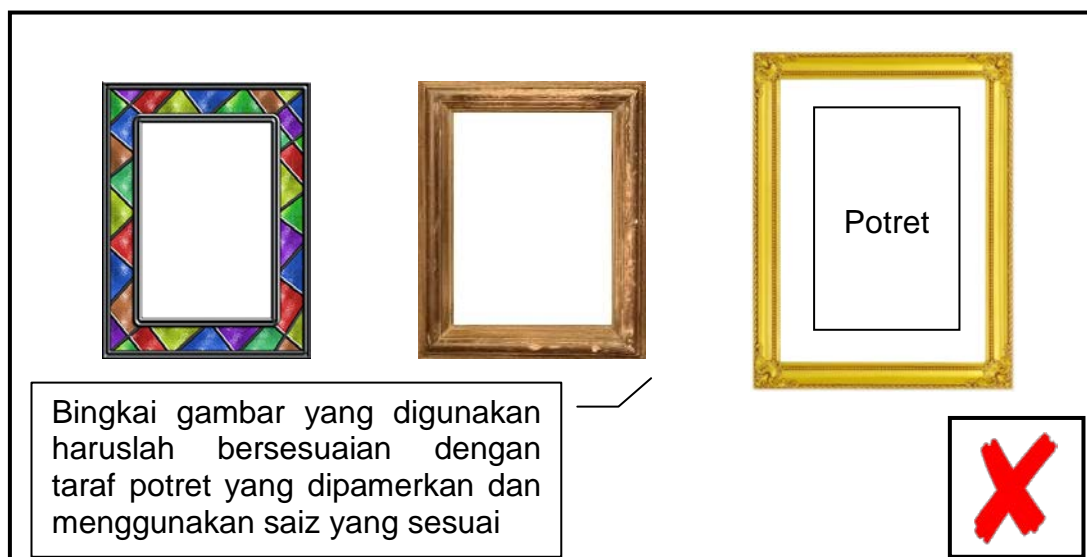 Potret
Bingkai gambar yang digunakan
haruslah bersesuaian dengan
taraf potret yang dipamerkan dan
menggunakan saiz yang sesuai